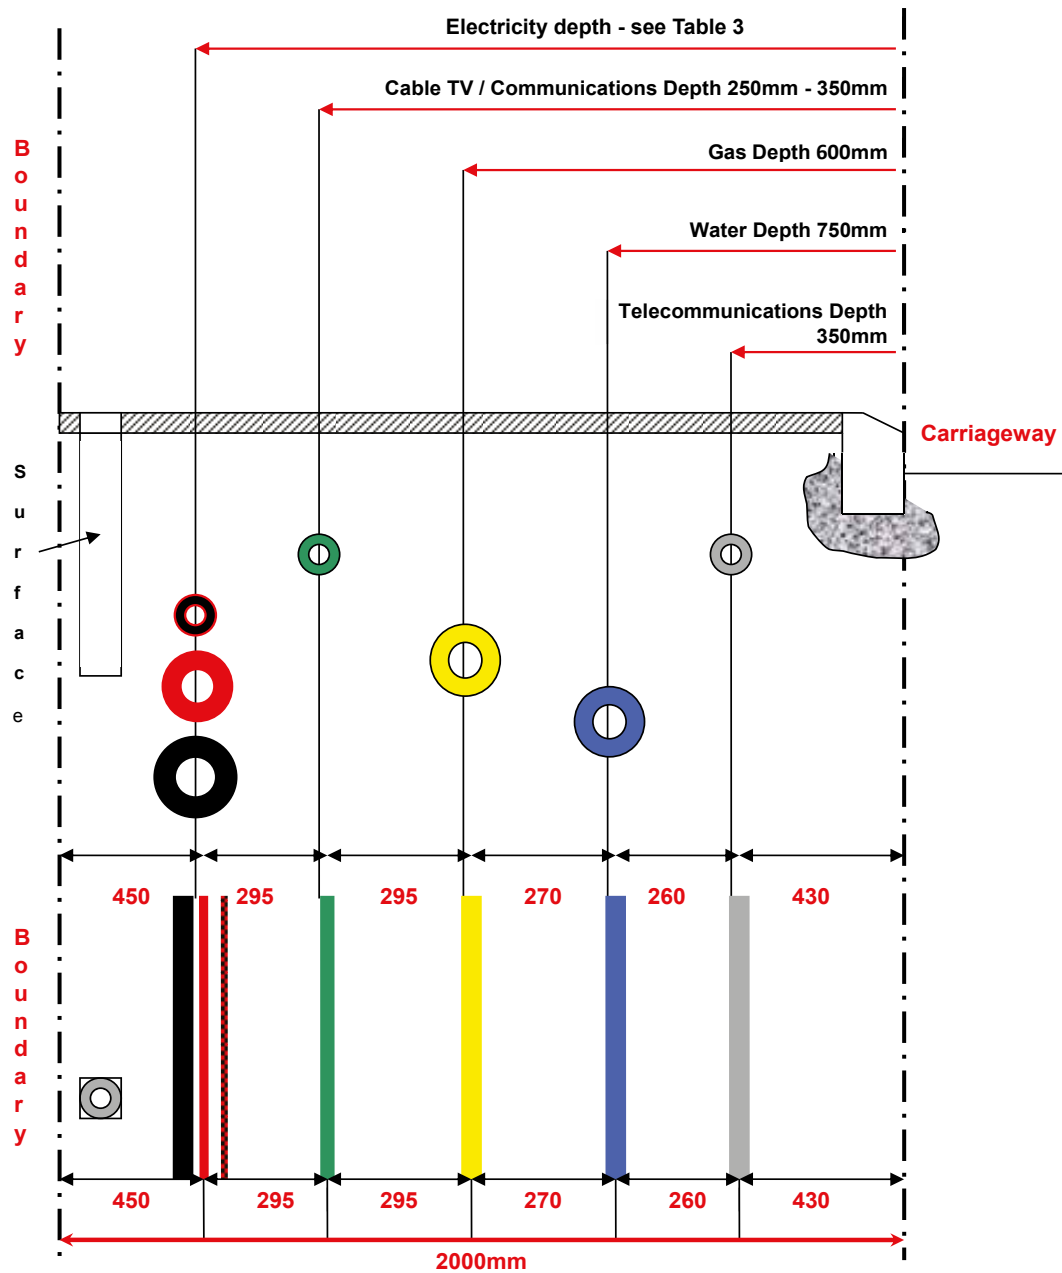 Electricity depth - see Table 3
Cable TV / Communications Depth 250mm - 350mm
Boundary
Gas Depth 600mm
Water Depth 750mm
Telecommunications Depth
350mm
Carriageway
Surface
450 295 295 270 260 430
Boundary
450 295 295 270 260 430
2000mm